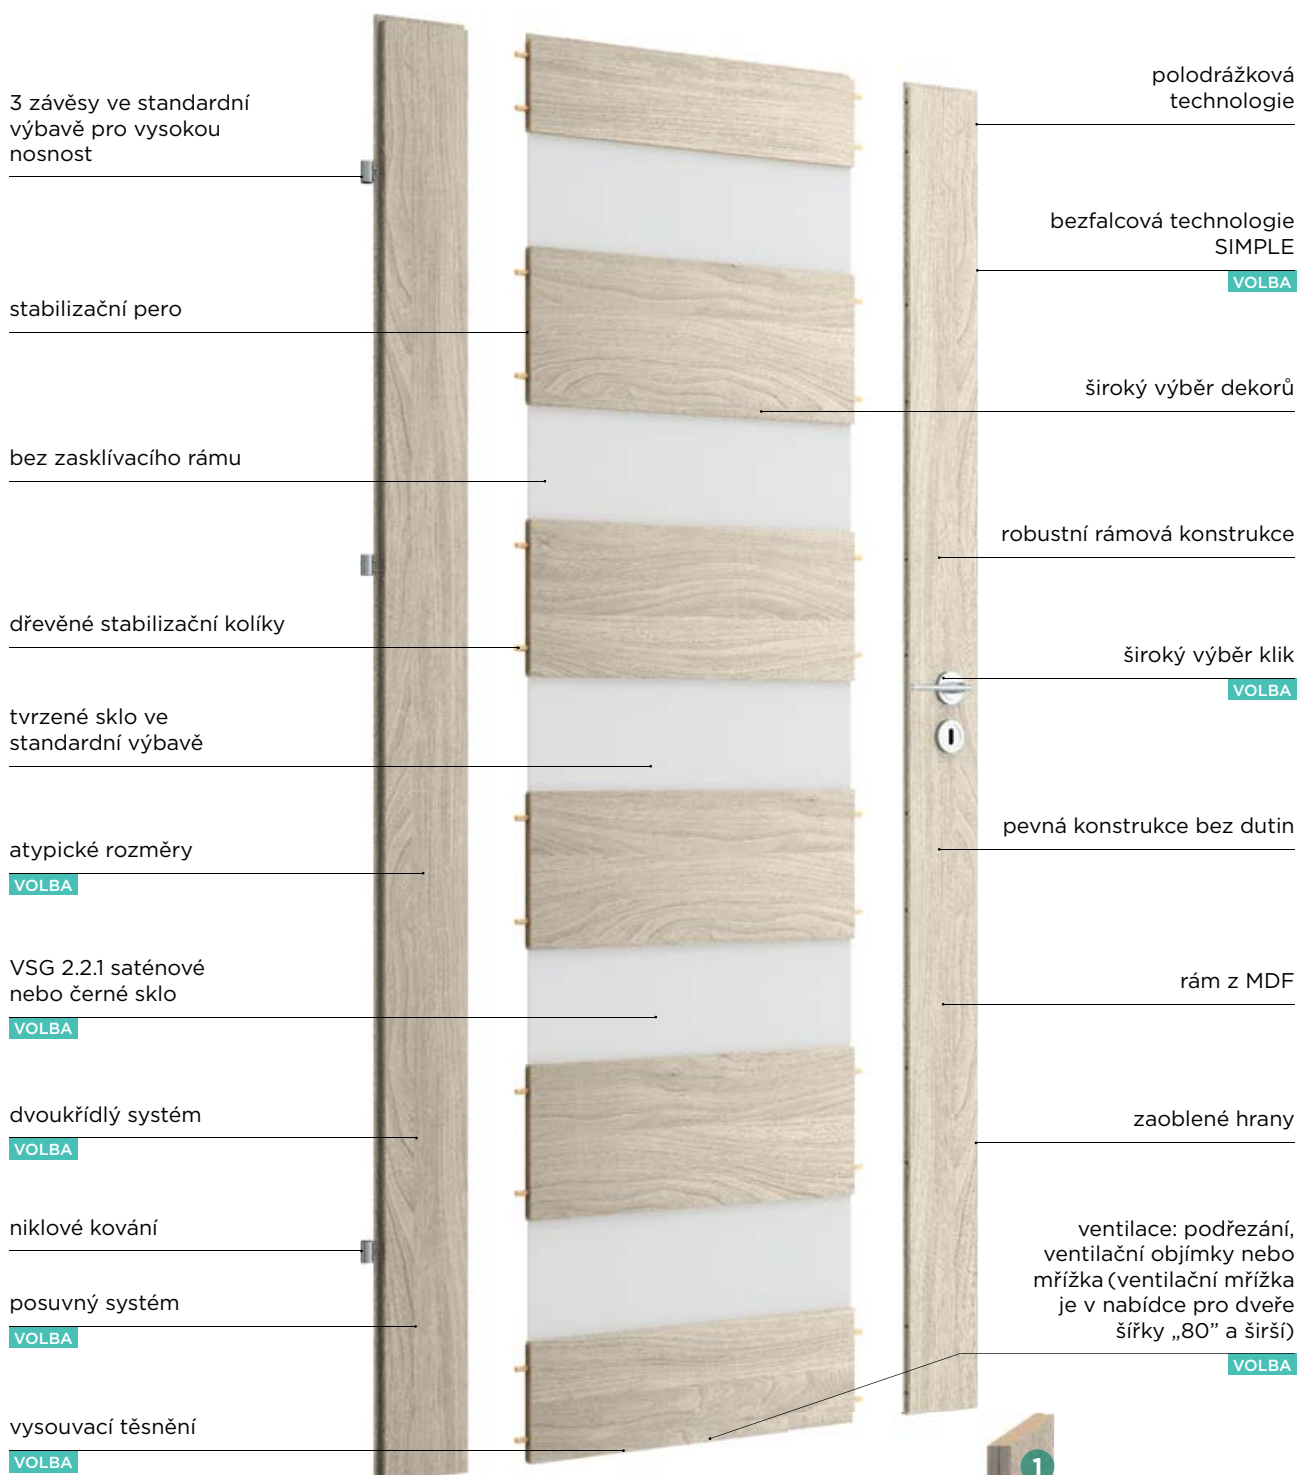 3 závěsy ve standardní
výbavě pro vysokou
nosnost
stabilizační pero
bez zasklívacího rámu
dřevěné stabilizační kolíky
tvrzené sklo ve
standardní výbavě
atypické rozměry
VOLBA
VSG 2.2.1 saténové
nebo černé sklo
VOLBA
dvoukřídlý systém
VOLBA
niklové kování
posuvný systém
VOLBA
vysouvací těsnění
VOLBA
polodrážková
technologie
bezfalcová technologie
SIMPLE
VOLBA
široký výběr dekorů
robustní rámová konstrukce
široký výběr klik
VOLBA
pevná konstrukce bez dutin
rám z MDF
zaoblené hrany
ventilace: podřezání,
ventilační objímky nebo
mřížka (ventilační mřížka
je v nabídce pro dveře
šířky „80” a širší)
VOLBA
1